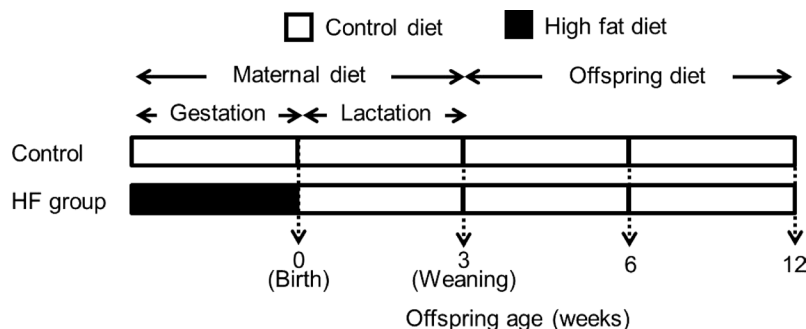 Control diet
High fat diet
Maternal diet
Offspring diet
Gestation
Lactation
Control
HF group
0
3
6
12
(Birth)
(Weaning)
Offspring age (weeks)